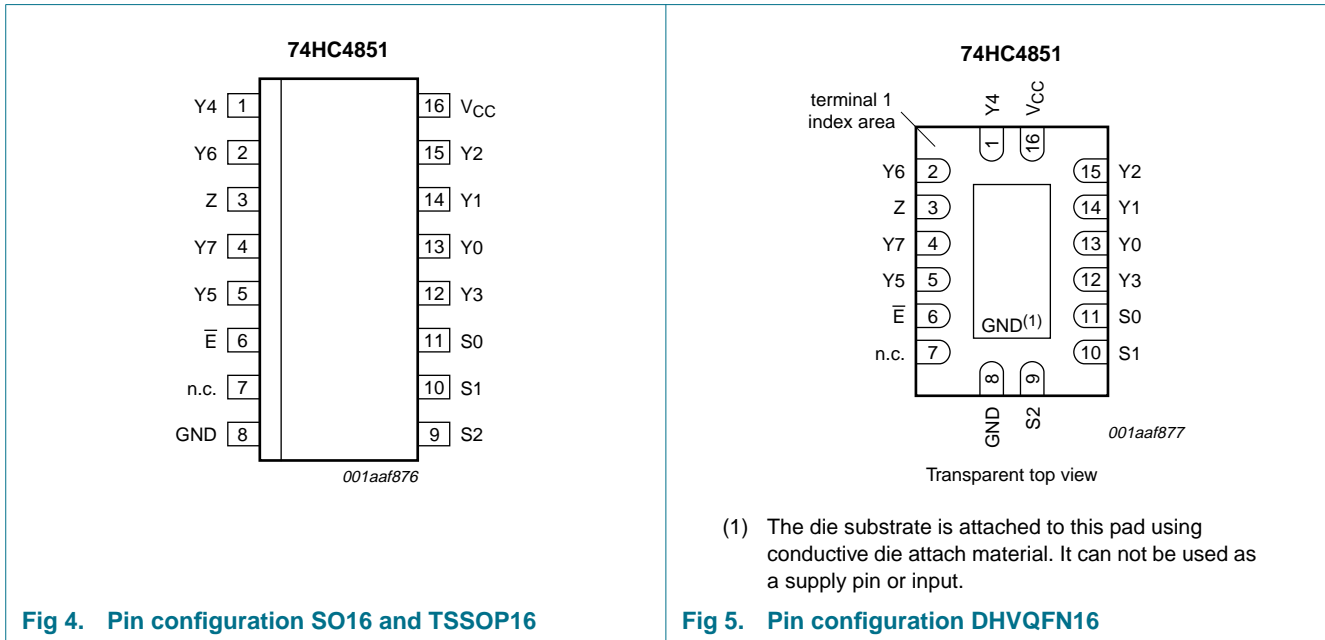 74HC4851
Y4 1
16 VCC
Y6 2
15 Y2
Z 3
14 Y1
Y7 4
13 Y0
Y5 5
12 Y3
E̅ 6
11 S0
n.c. 7
10 S1
GND 8
9 S2
001aaf876
Fig 4. Pin configuration SO16 and TSSOP16
74HC4851
terminal 1
index area
Y4
VCC
1
16
Y6 2
15 Y2
Z 3
14 Y1
Y7 4
13 Y0
Y5 5
12 Y3
E̅ 6
11 S0
GND(1)
n.c. 7
10 S1
8
9
GND
S2
001aaf877
Transparent top view
(1) The die substrate is attached to this pad using
conductive die attach material. It can not be used as
a supply pin or input.
Fig 5. Pin configuration DHVQFN16